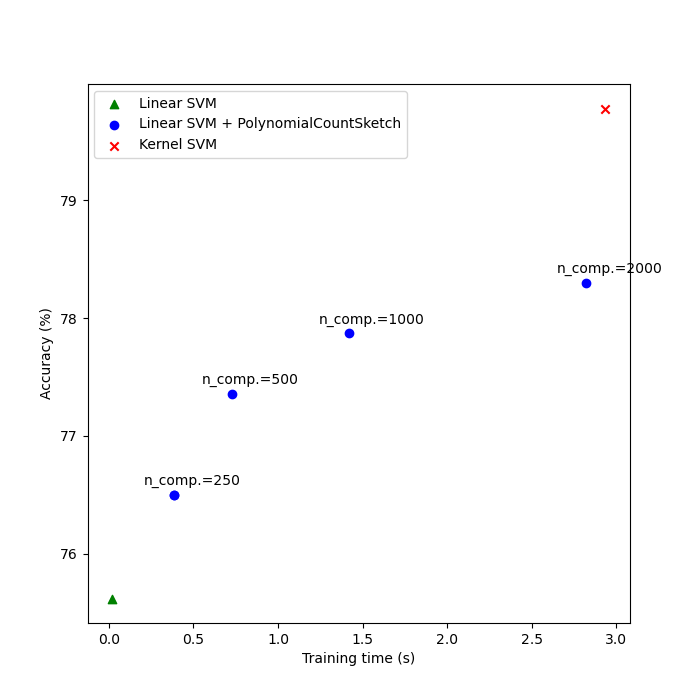 Linear SVM
Linear SVM + PolynomialCountSketch
Kernel SVM
79
n_comp.=2000
78
n_comp.=1000
n_comp.=500
77
n_comp.=250
76
Accuracy (%)
0.0 0.5 1.0 1.5 2.0 2.5 3.0
Training time (s)